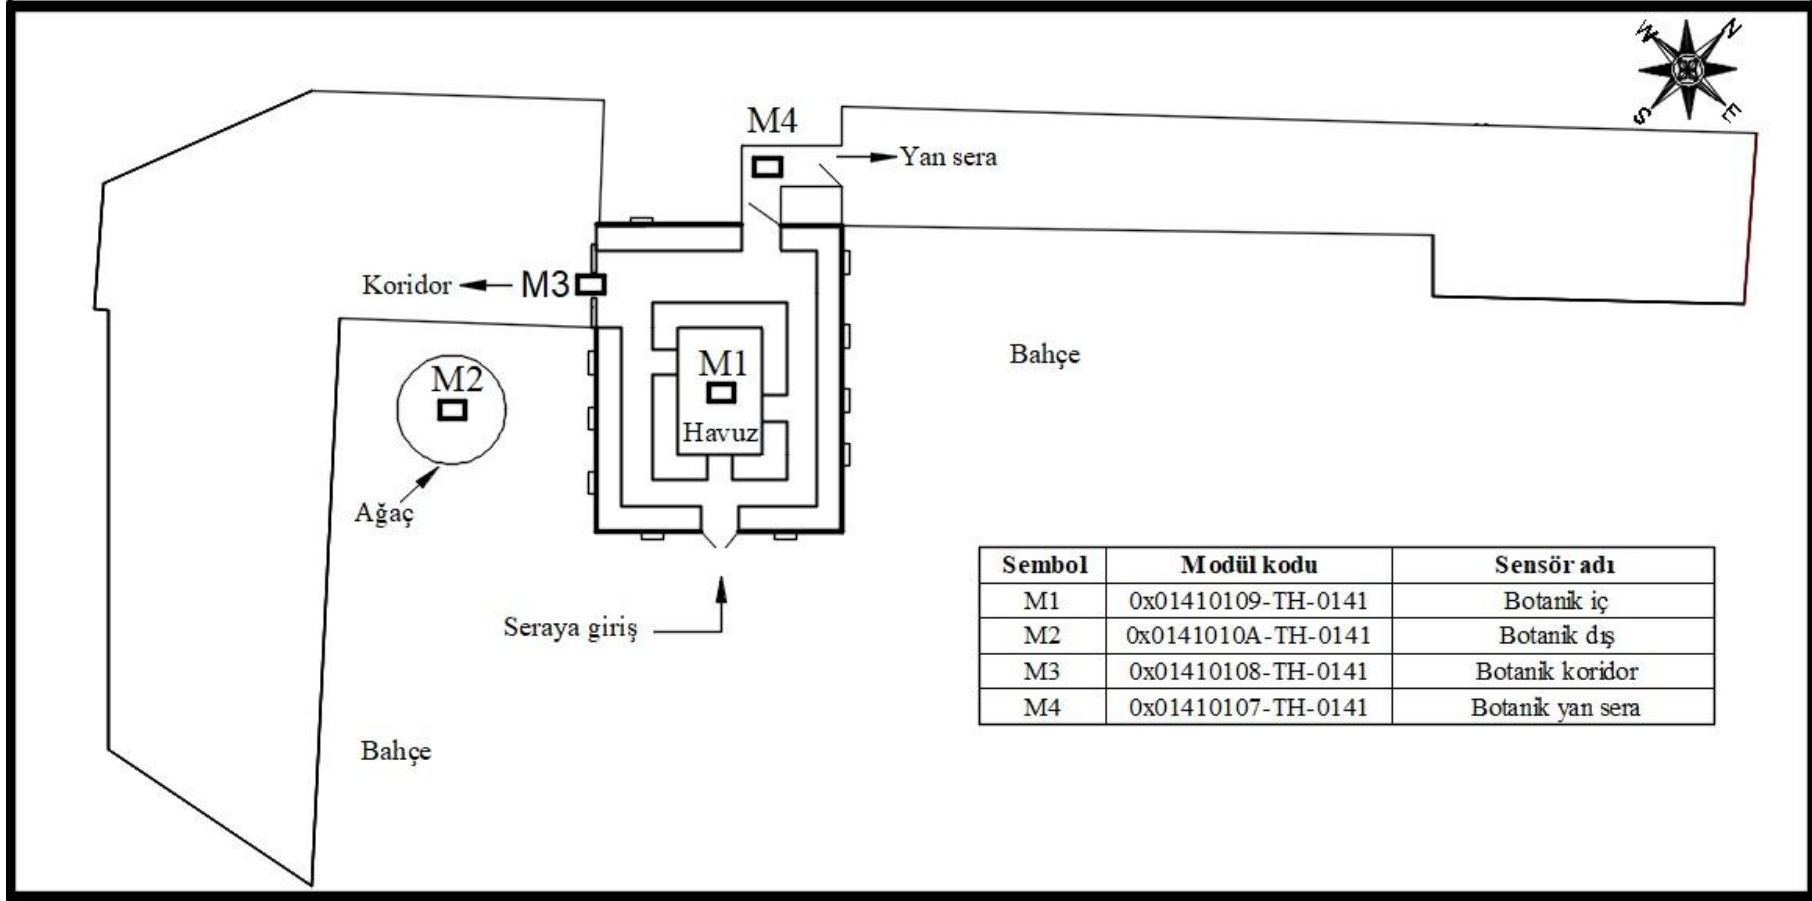 W
N
S
E
M4
Yan sera
Koridor
M3
M1
Havuz
M2
Ağaç
Bahçe
Seraya giriş
Bahçe
Sembol Modül kodu Sensör adı
M1 0x01410109-TH-0141 Botanik iç
M2 0x0141010A-TH-0141 Botanik dış
M3 0x01410108-TH-0141 Botanik koridor
M4 0x01410107-TH-0141 Botanik yan sera